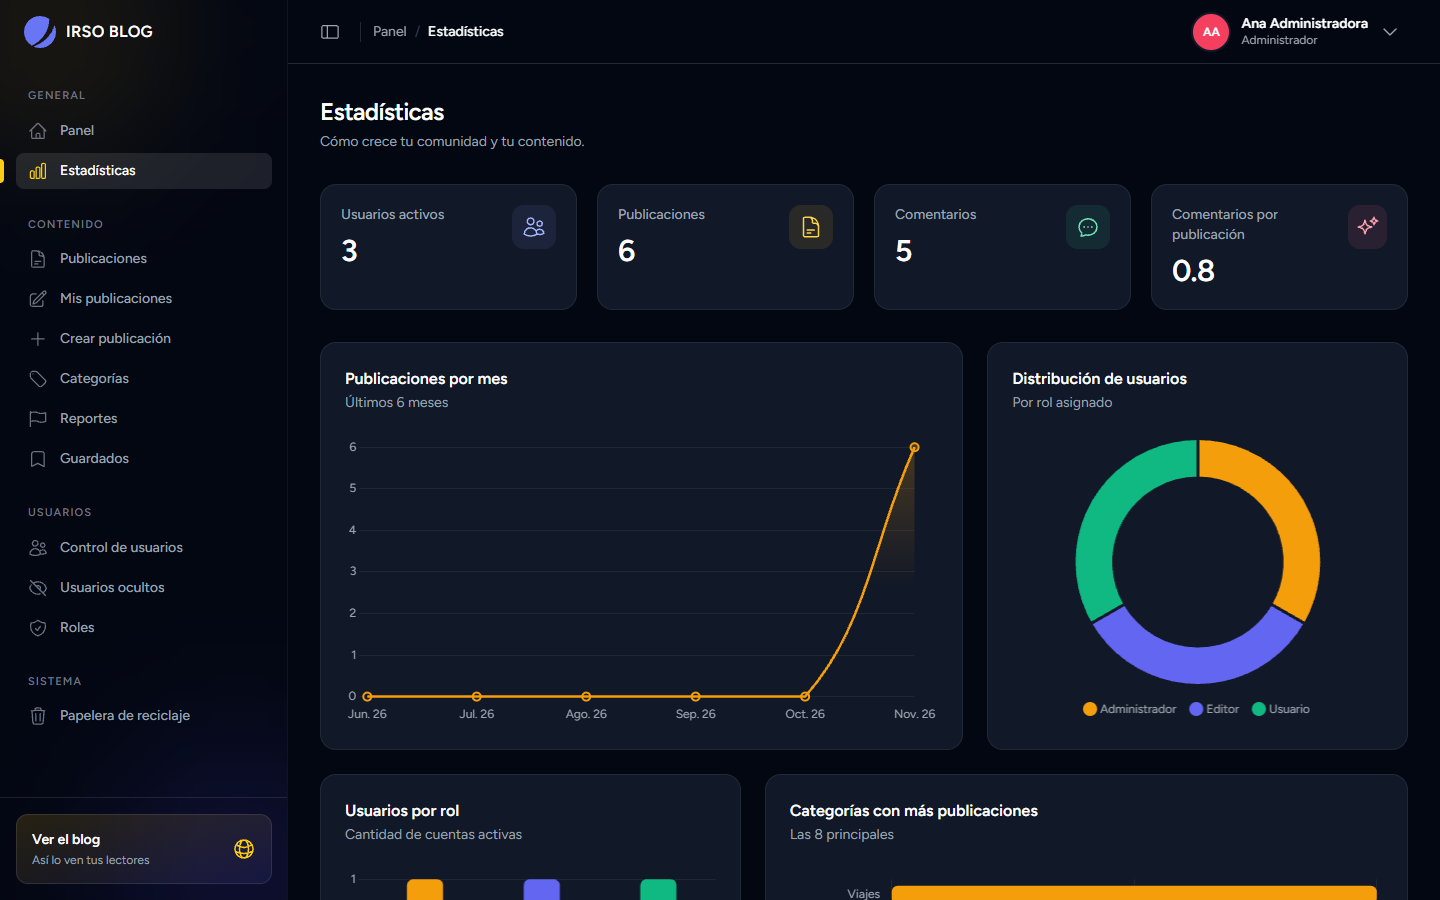 IRSO BLOG
GENERAL
Panel
Estadísticas
CONTENIDO
Publicaciones
Mis publicaciones
Crear publicación
Categorías
Reportes
Guardados
USUARIOS
Control de usuarios
Usuarios ocultos
Roles
SISTEMA
Papelera de reciclaje
Ver el blog
Así lo ven tus lectores
Panel / Estadísticas
AA
Ana Administradora
Administrador
Estadísticas
Cómo crece tu comunidad y tu contenido.
Usuarios activos
3
Publicaciones
6
Comentarios
5
Comentarios por
publicación
0.8
Publicaciones por mes
Últimos 6 meses
6
5
4
3
2
1
0
Jun. 26 Jul. 26 Ago. 26 Sep. 26 Oct. 26 Nov. 26
Distribución de usuarios
Por rol asignado
Administrador Editor Usuario
Usuarios por rol
Cantidad de cuentas activas
1
Categorías con más publicaciones
Las 8 principales
Viajes